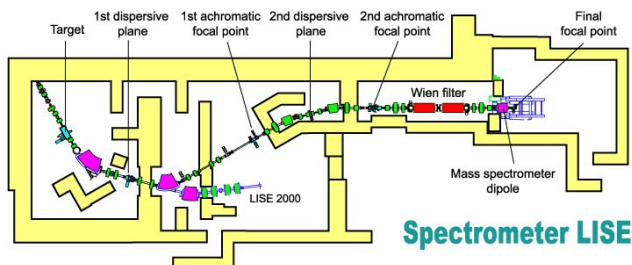 Target
1st dispersive
plane
1st achromatic
focal point
2nd dispersive
plane
2nd achromatic
focal point
Final
focal point
Wien filter
LISE 2000
Mass spectrometer
dipole
Spectrometer LISE